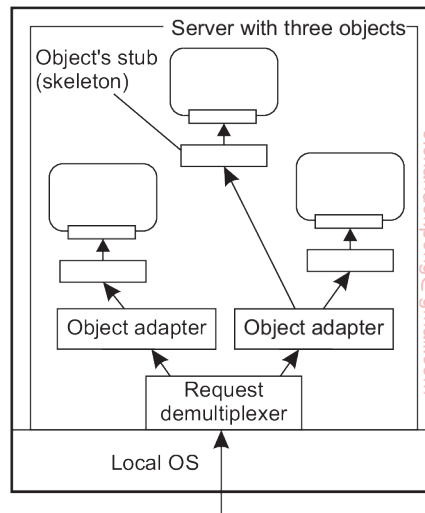 Server with three objects
Object's stub
(skeleton)
Object adapter
Object adapter
Request
demultiplexer
Local OS